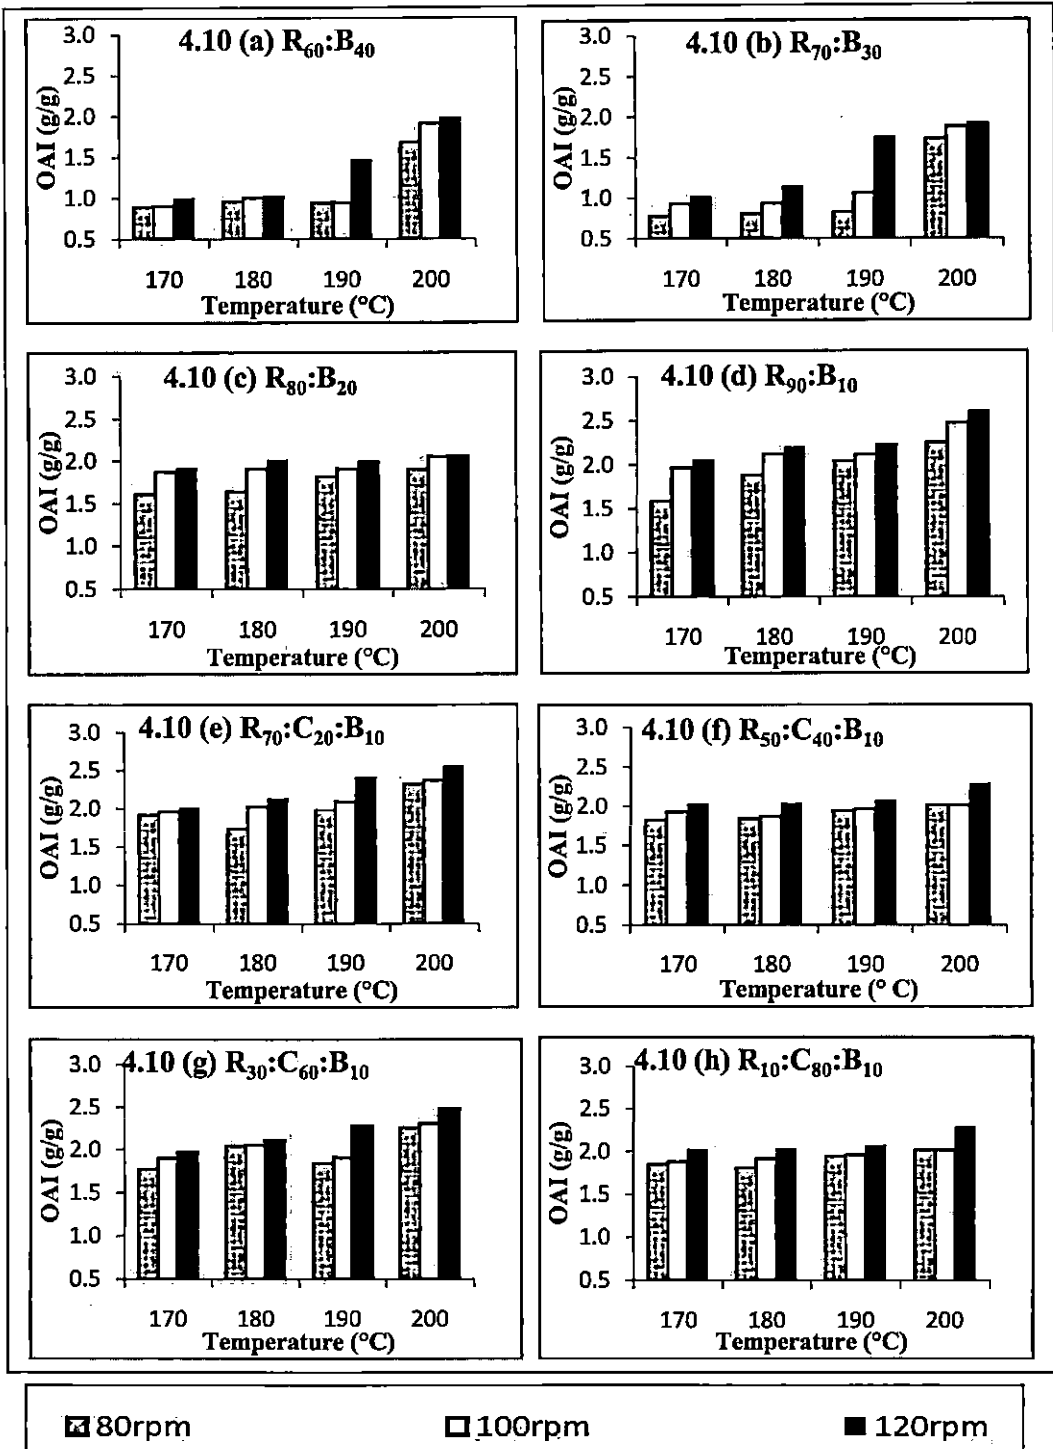 4.10 (a) R60:B40
3.0
2.5
2.0
1.5
1.0
0.5
OAI (g/g)
170 180 190 200
Temperature (°C)
4.10 (b) R70:B30
3.0
2.5
2.0
1.5
1.0
0.5
OAI (g/g)
170 180 190 200
Temperature (°C)
4.10 (c) R80:B20
3.0
2.5
2.0
1.5
1.0
0.5
OAI (g/g)
170 180 190 200
Temperature (°C)
4.10 (d) R90:B10
3.0
2.5
2.0
1.5
1.0
0.5
OAI (g/g)
170 180 190 200
Temperature (°C)
4.10 (e) R70:C20:B10
3.0
2.5
2.0
1.5
1.0
0.5
OAI (g/g)
170 180 190 200
Temperature (°C)
4.10 (f) R50:C40:B10
3.0
2.5
2.0
1.5
1.0
0.5
OAI (g/g)
170 180 190 200
Temperature (° C)
4.10 (g) R30:C60:B10
3.0
2.5
2.0
1.5
1.0
0.5
OAI (g/g)
170 180 190 200
Temperature (°C)
4.10 (h) R10:C80:B10
3.0
2.5
2.0
1.5
1.0
0.5
OAI (g/g)
170 180 190 200
Temperature (°C)
80rpm 100rpm 120rpm